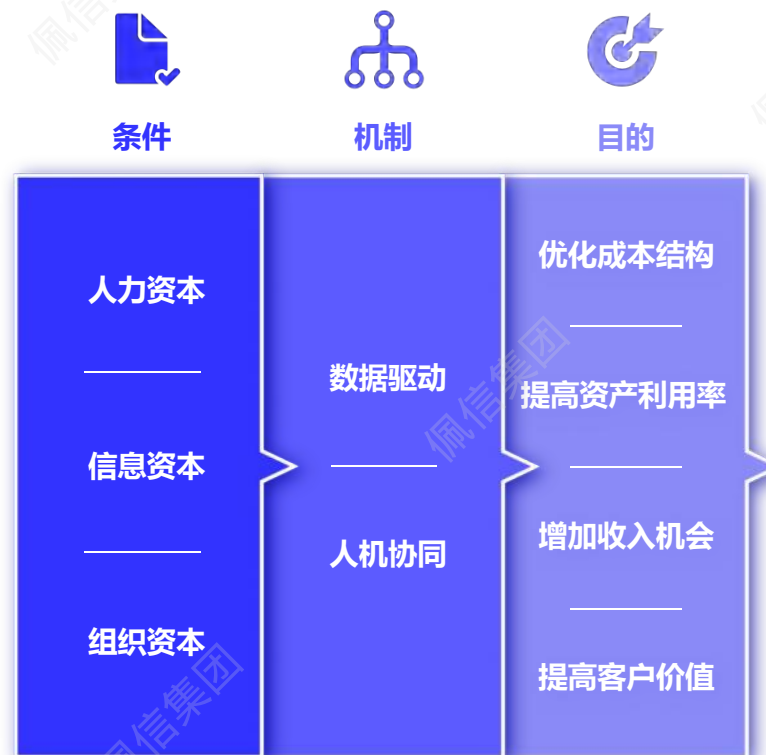 条件
机制
目的
人力资本
信息资本
组织资本
数据驱动
人机协同
优化成本结构
提高资产利用率
增加收入机会
提高客户价值
佩信集团
佩信集团